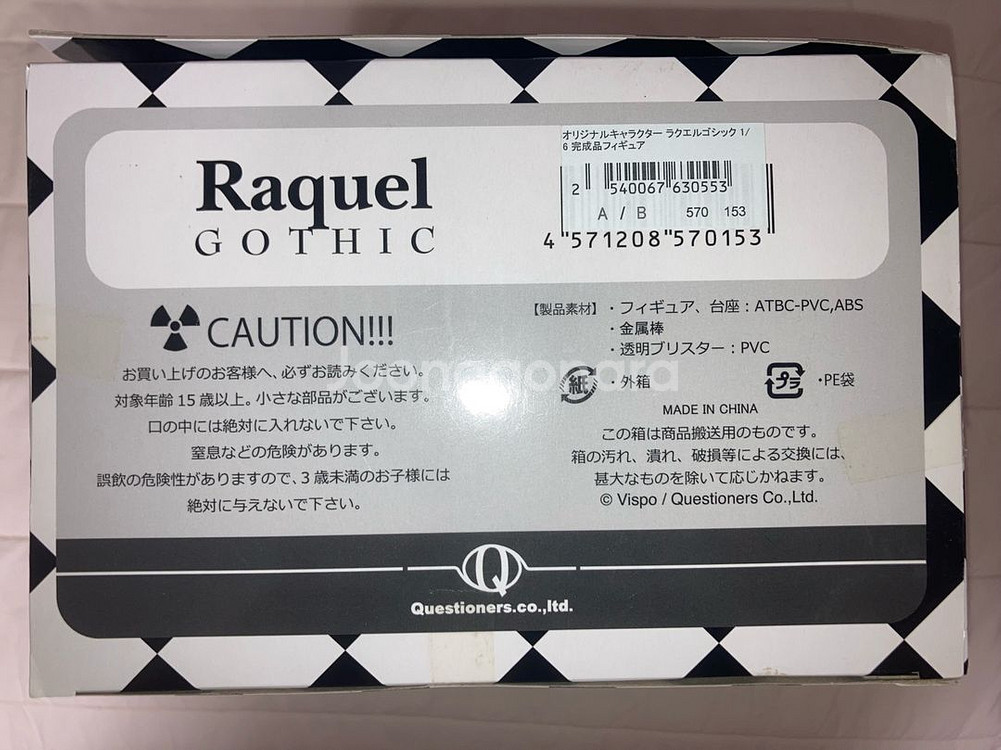 Raquel
GOTHIC
オリジナルキャラクター ラクエルゴシック 1/
6 完成品フィギュア
2 540067 630553
A / B 570 153
4 571208 570153
CAUTION!!!
お買い上げのお客様へ、必ずお読みください。
対象年齢15歳以上。小さな部品がございます。
口の中には絶対に入れないで下さい。
窒息などの危険があります。
誤飲の危険性がありますので、3歳未満のお子様には
絶対に与えないで下さい。
【製品素材】・フィギュア、台座：ATBC-PVC,ABS
・金属棒
・透明ブリスター：PVC
紙 ・外箱 プラ ・PE袋
MADE IN CHINA
この箱は商品搬送用のものです。
箱の汚れ、潰れ、破損等による交換には、
甚大なものを除いて応じかねます。
© Vispo / Questioners Co.,Ltd.
Q
Questioners.co.,ltd.